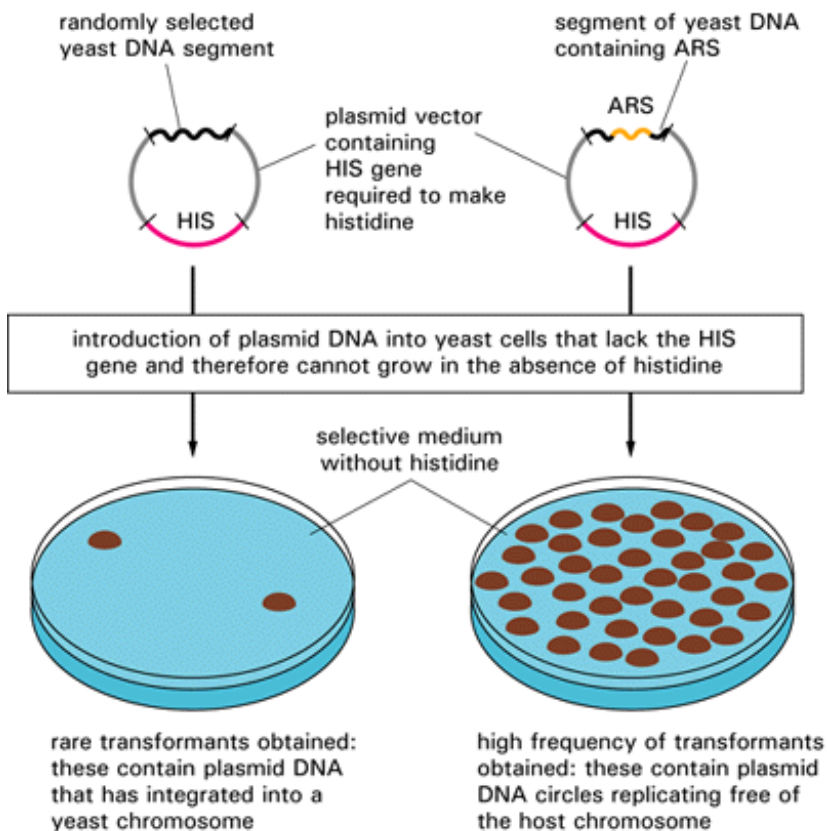 randomly selected
yeast DNA segment
segment of yeast DNA
containing ARS
ARS
plasmid vector
containing
HIS gene
required to make
histidine
HIS
HIS
introduction of plasmid DNA into yeast cells that lack the HIS
gene and therefore cannot grow in the absence of histidine
selective medium
without histidine
rare transformants obtained:
these contain plasmid DNA
that has integrated into a
yeast chromosome
high frequency of transformants
obtained: these contain plasmid
DNA circles replicating free of
the host chromosome